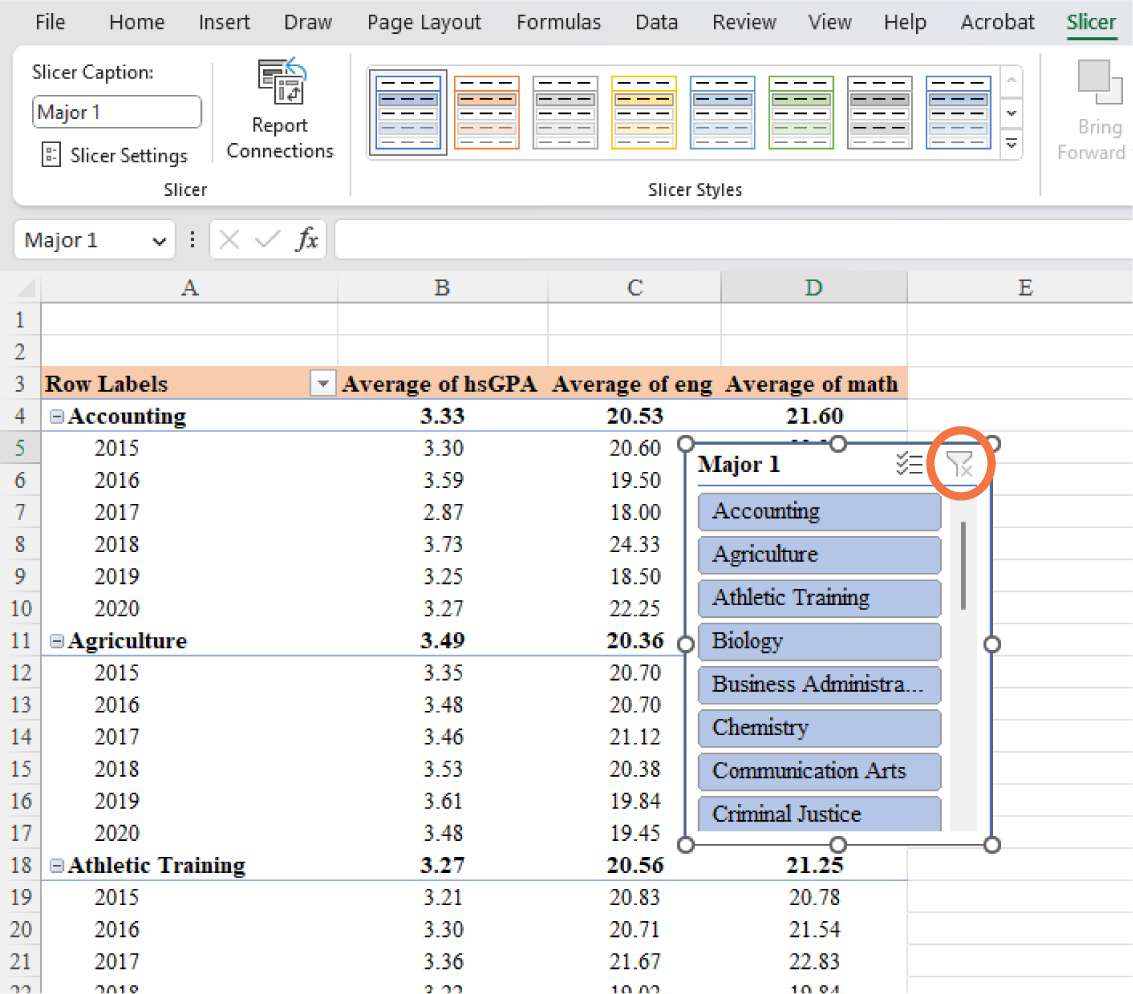 File Home Insert Draw Page Layout Formulas Data Review View Help Acrobat Slicer
Slicer Caption:
Major 1
Slicer Settings
Slicer
Report
Connections
Slicer Styles
Bring
Forward
Major 1 fx
A B C D E
1
2
3 Row Labels Average of hsGPA Average of eng Average of math
4 Accounting 3.33 20.53 21.60
5 2015 3.30 20.60
6 2016 3.59 19.50
7 2017 2.87 18.00
8 2018 3.73 24.33
9 2019 3.25 18.50
10 2020 3.27 22.25
11 Agriculture 3.49 20.36
12 2015 3.35 20.70
13 2016 3.48 20.70
14 2017 3.46 21.12
15 2018 3.53 20.38
16 2019 3.61 19.84
17 2020 3.48 19.45
18 Athletic Training 3.27 20.56 21.25
19 2015 3.21 20.83 20.78
20 2016 3.30 20.71 21.54
21 2017 3.36 21.67 22.83
22 2018 3.22 19.02 19.84
Major 1
Accounting
Agriculture
Athletic Training
Biology
Business Administra...
Chemistry
Communication Arts
Criminal Justice